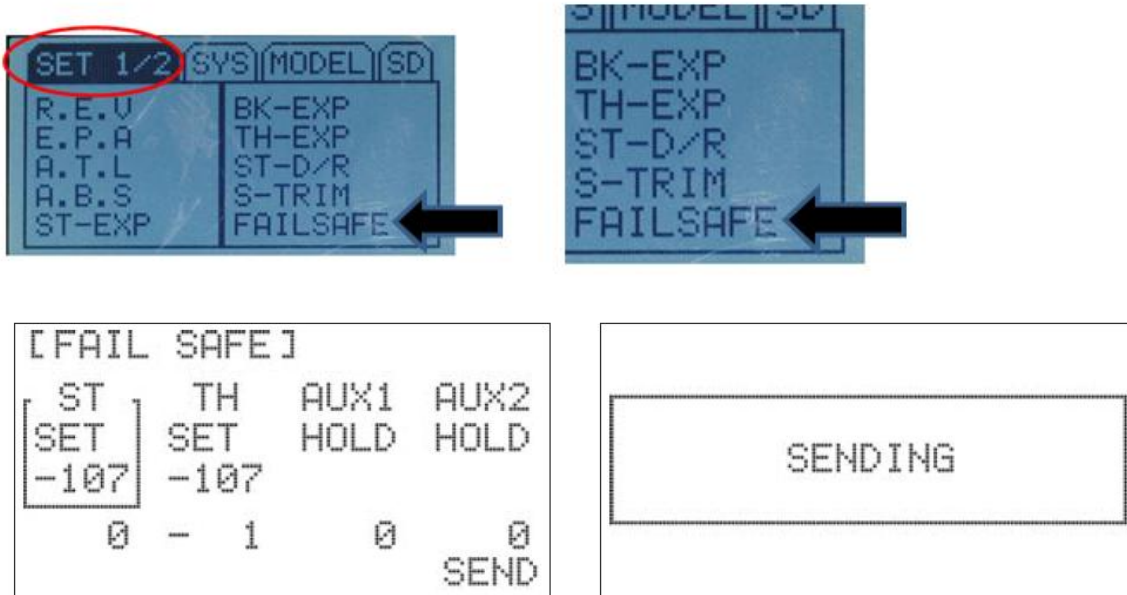 SET 1/2 SYS MODEL SD
R.E.V BK-EXP
E.P.A TH-EXP
A.T.L ST-D/R
A.B.S S-TRIM
ST-EXP FAILSAFE
S MODEL SD
BK-EXP
TH-EXP
ST-D/R
S-TRIM
FAILSAFE
[FAIL SAFE]
ST TH AUX1 AUX2
SET SET HOLD HOLD
-107 -107
0 - 1 0 0
SEND
SENDING